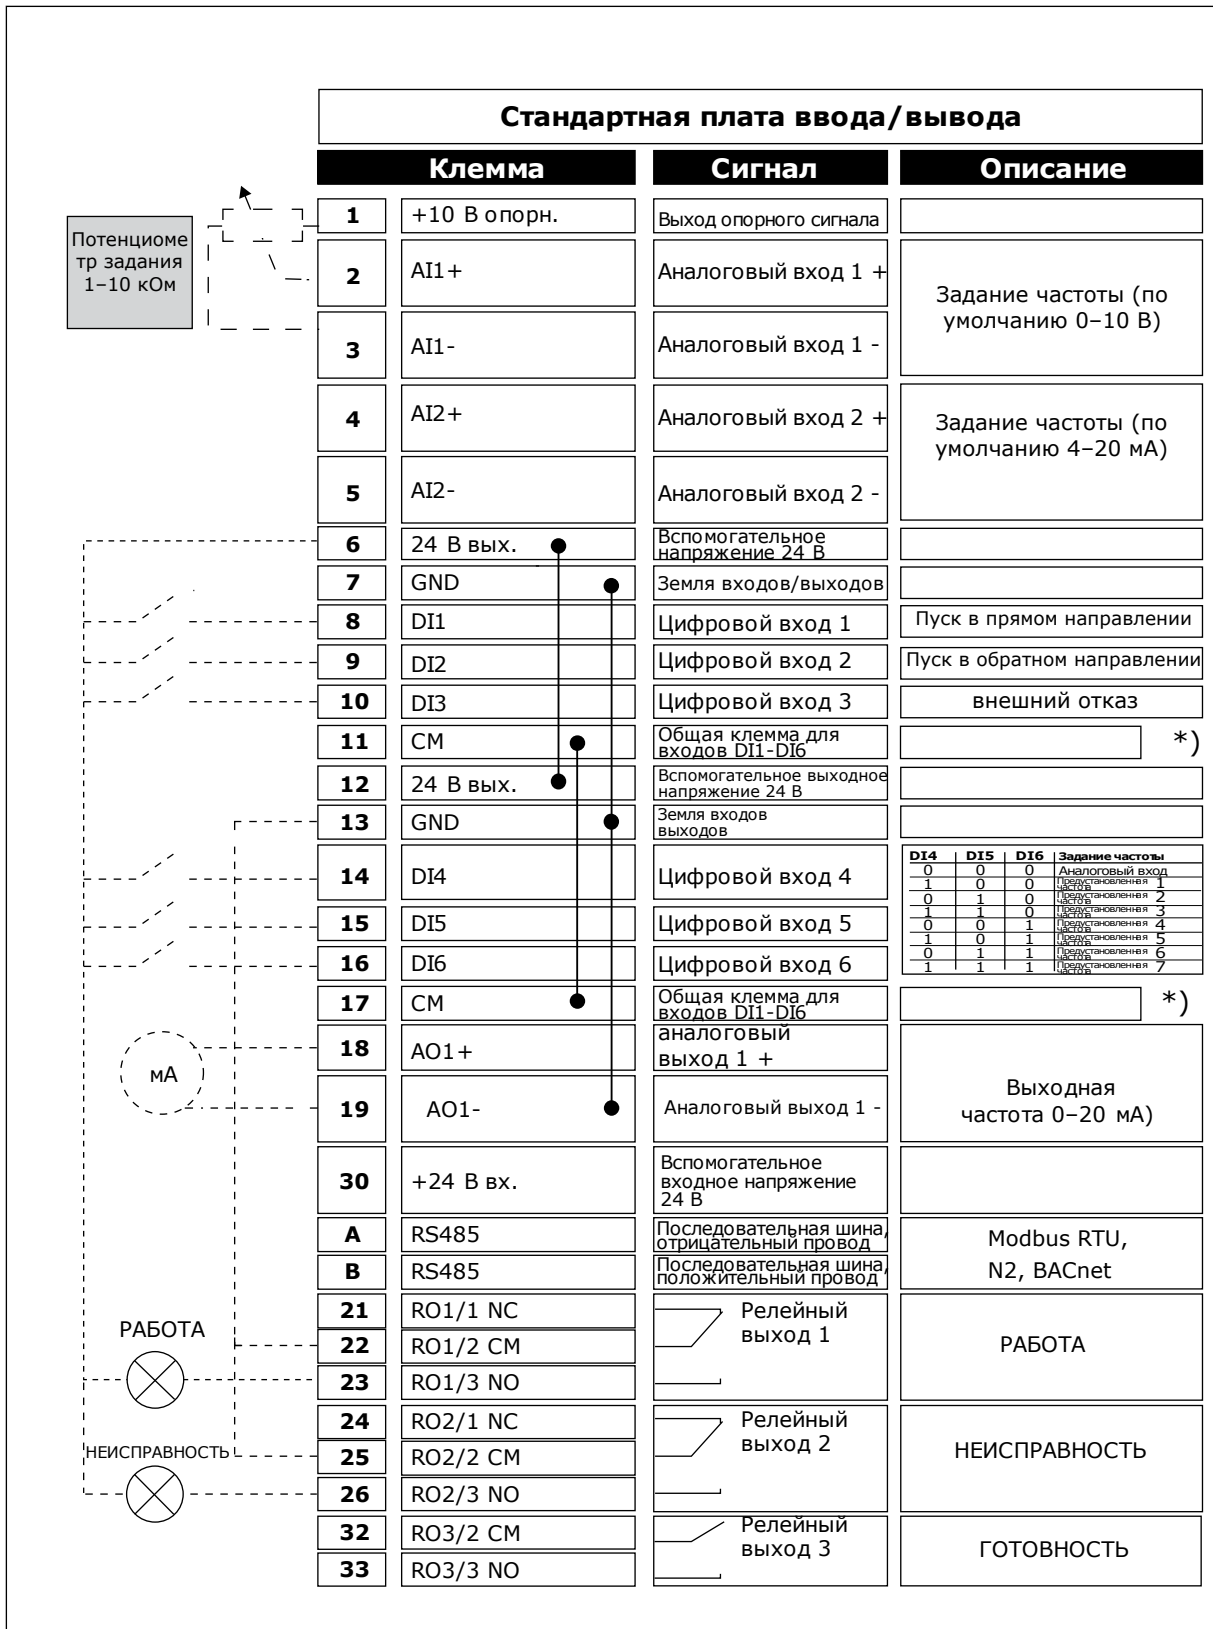 Стандартная плата ввода/вывода
Клемма Сигнал Описание
Потенциоме
тр задания
1–10 кОм
1 +10 В опорн. Выход опорного сигнала
2 AI1+ Аналоговый вход 1 +
3 AI1- Аналоговый вход 1 -
Задание частоты (по
умолчанию 0–10 В)
4 AI2+ Аналоговый вход 2 +
5 AI2- Аналоговый вход 2 -
Задание частоты (по
умолчанию 4–20 мА)
6 24 В вых. Вспомогательное
напряжение 24 В
7 GND Земля входов/выходов
8 DI1 Цифровой вход 1 Пуск в прямом направлении
9 DI2 Цифровой вход 2 Пуск в обратном направлении
10 DI3 Цифровой вход 3 внешний отказ
11 CM Общая клемма для
входов DI1-DI6
*)
12 24 В вых. Вспомогательное выходное
напряжение 24 В
13 GND Земля входов
выходов
14 DI4 Цифровой вход 4
15 DI5 Цифровой вход 5
16 DI6 Цифровой вход 6
DI4 DI5 DI6 Задание частоты
0 0 0 Аналоговый вход
1 0 0 Предустановленная частота 1
0 1 0 Предустановленная частота 2
1 1 0 Предустановленная частота 3
0 0 1 Предустановленная частота 4
1 0 1 Предустановленная частота 5
0 1 1 Предустановленная частота 6
1 1 1 Предустановленная частота 7
17 CM Общая клемма для
входов DI1-DI6
*)
мА
18 AO1+ аналоговый
выход 1 +
19 AO1- Аналоговый выход 1 -
Выходная
частота 0–20 мА)
30 +24 В вх. Вспомогательное
входное напряжение
24 В
A RS485 Последовательная шина,
отрицательный провод
B RS485 Последовательная шина,
положительный провод
Modbus RTU,
N2, BACnet
РАБОТА
21 RO1/1 NC
22 RO1/2 CM
23 RO1/3 NO
Релейный
выход 1
РАБОТА
НЕИСПРАВНОСТЬ
24 RO2/1 NC
25 RO2/2 CM
26 RO2/3 NO
Релейный
выход 2
НЕИСПРАВНОСТЬ
32 RO3/2 CM
33 RO3/3 NO
Релейный
выход 3
ГОТОВНОСТЬ